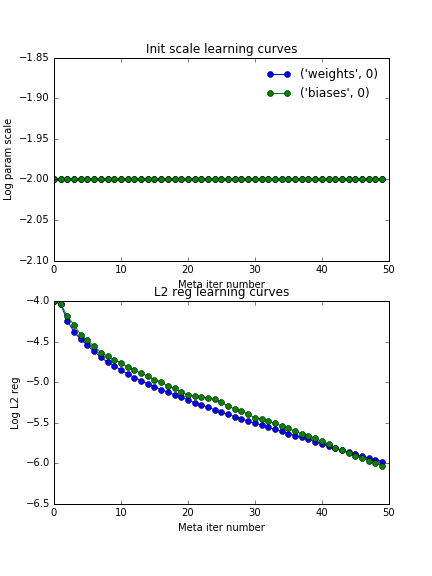 Init scale learning curves
−1.85
−1.90
−1.95
−2.00
−2.05
−2.10
Log param scale
('weights', 0)
('biases', 0)
0 10 20 30 40 50
Meta iter number
L2 reg learning curves
−4.0
−4.5
−5.0
−5.5
−6.0
−6.5
Log L2 reg
0 10 20 30 40 50
Meta iter number